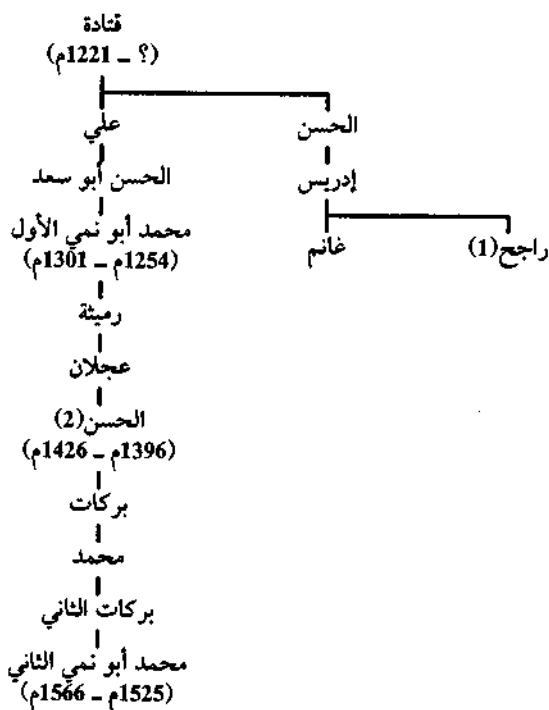 قتادة
(؟ – 1221م)
علي
الحسن
الحسن أبو سعد
إدريس
محمد أبو نمي الأول
(1254م – 1301م)
غانم
راجح (1)
رميثة
عجلان
الحسن (2)
(1396م – 1426م)
بركات
محمد
بركات الثاني
محمد أبو نمي الثاني
(1525م – 1566م)